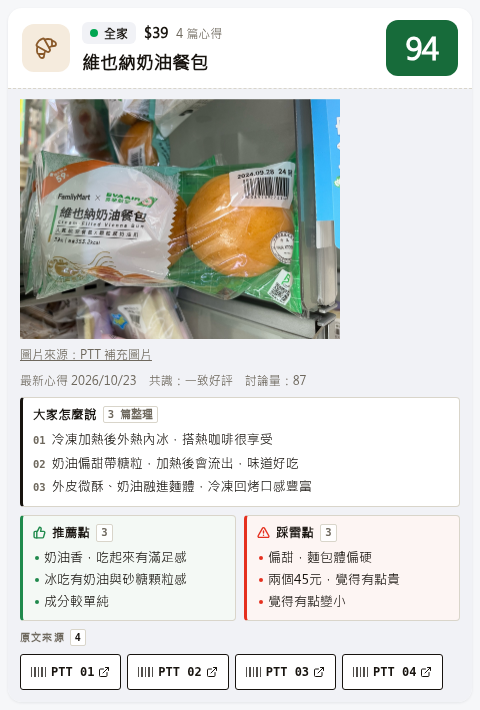 全家 $39 4 篇心得
維也納奶油餐包
94
FamilyMart × EVA AIR
維也納奶油餐包
Cream Filled Vienna Bun
2024.09.28 24
圖片來源：PTT 補充圖片
最新心得 2026/10/23 共識：一致好評 討論量：87
大家怎麼說 3 篇整理
01 冷凍加熱後外熱內冰．搭熱咖啡很享受
02 奶油偏甜帶糖粒．加熱後會流出．味道好吃
03 外皮微酥、奶油融進麵體．冷凍回烤口感豐富
推薦點 3
• 奶油香．吃起來有滿足感
• 冰吃有奶油與砂糖顆粒感
• 成分較單純
踩雷點 3
• 偏甜．麵包體偏硬
• 兩個45元．覺得有點貴
• 覺得有點變小
原文來源 4
PTT 01
PTT 02
PTT 03
PTT 04